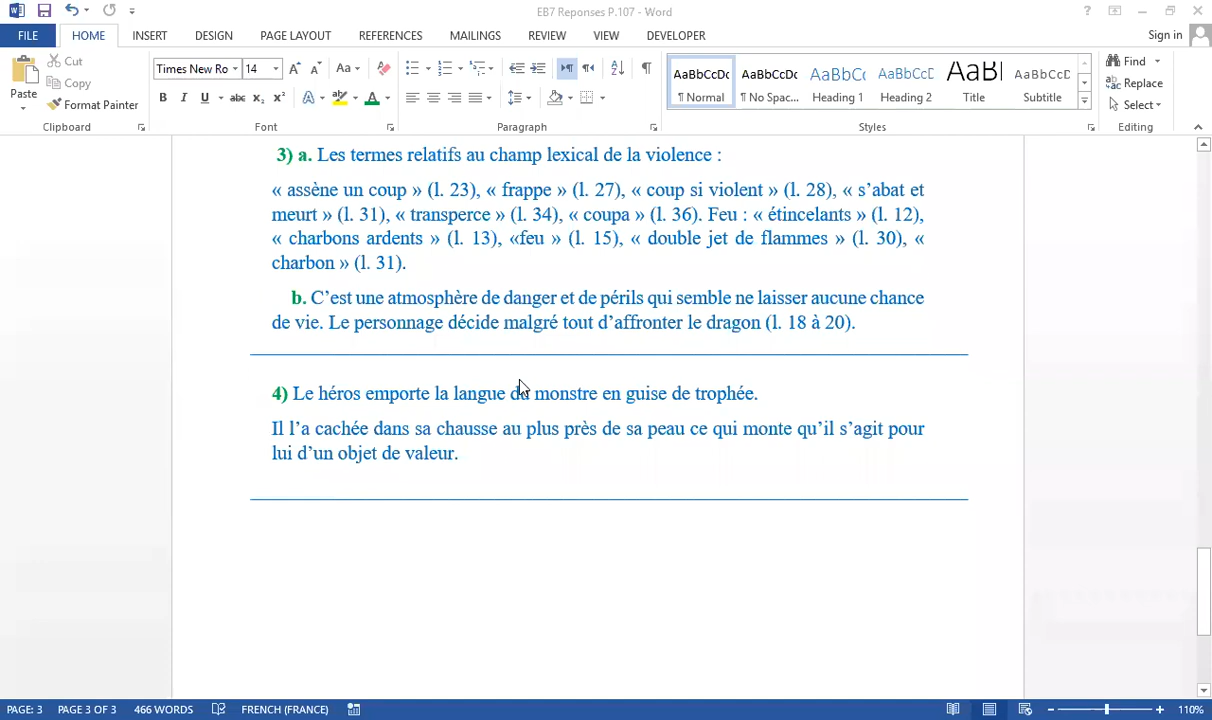 EB7 Reponses P.107 - Word
FILE HOME INSERT DESIGN PAGE LAYOUT REFERENCES MAILINGS REVIEW VIEW DEVELOPER Sign in
Paste Cut Copy Format Painter
Times New Ro 14
AaBbCcDc AaBbCcDc AaBbCc AaBbCcD AaBl AaBbCcD
¶ Normal ¶ No Spac... Heading 1 Heading 2 Title Subtitle
Find Replace Select
Clipboard Font Paragraph Styles Editing
3) a. Les termes relatifs au champ lexical de la violence :
« assène un coup » (l. 23), « frappe » (l. 27), « coup si violent » (l. 28), « s’abat et
meurt » (l. 31), « transperce » (l. 34), « coupa » (l. 36). Feu : « étincelants » (l. 12),
« charbons ardents » (l. 13), «feu » (l. 15), « double jet de flammes » (l. 30), «
charbon » (l. 31).
b. C’est une atmosphère de danger et de périls qui semble ne laisser aucune chance
de vie. Le personnage décide malgré tout d’affronter le dragon (l. 18 à 20).
4) Le héros emporte la langue du monstre en guise de trophée.
Il l’a cachée dans sa chausse au plus près de sa peau ce qui monte qu’il s’agit pour
lui d’un objet de valeur.
PAGE: 3 PAGE 3 OF 3 466 WORDS FRENCH (FRANCE) 110%